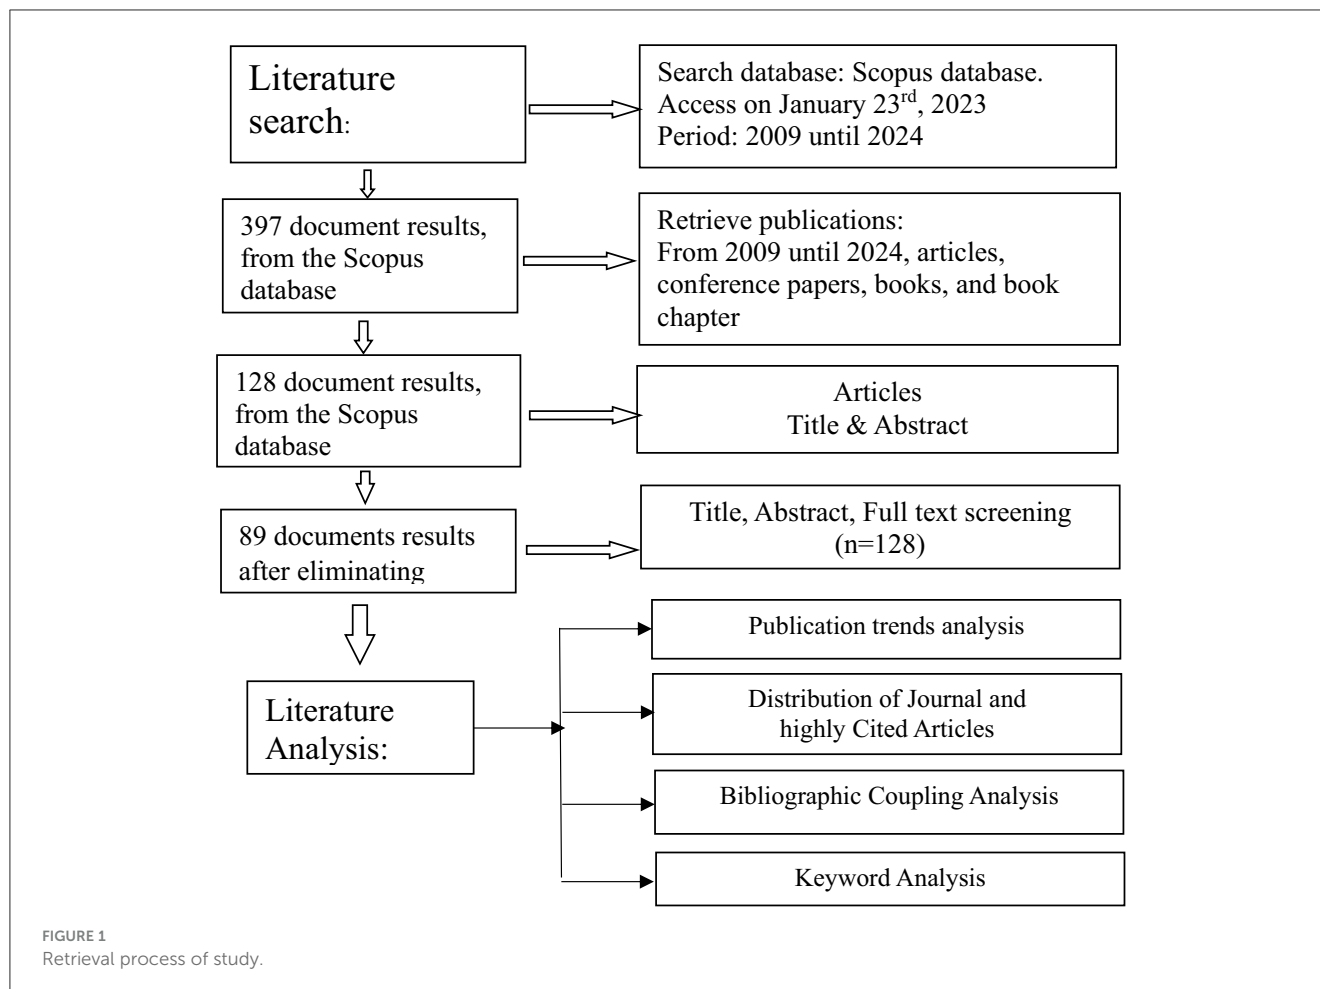 Literature
search:
Search database: Scopus database.
Access on January 23rd, 2023
Period: 2009 until 2024
397 document results,
from the Scopus
database
Retrieve publications:
From 2009 until 2024, articles,
conference papers, books, and book
chapter
128 document results,
from the Scopus
database
Articles
Title & Abstract
89 documents results
after eliminating
Title, Abstract, Full text screening
(n=128)
Literature
Analysis:
Publication trends analysis
Distribution of Journal and
highly Cited Articles
Bibliographic Coupling Analysis
Keyword Analysis
FIGURE 1
Retrieval process of study.